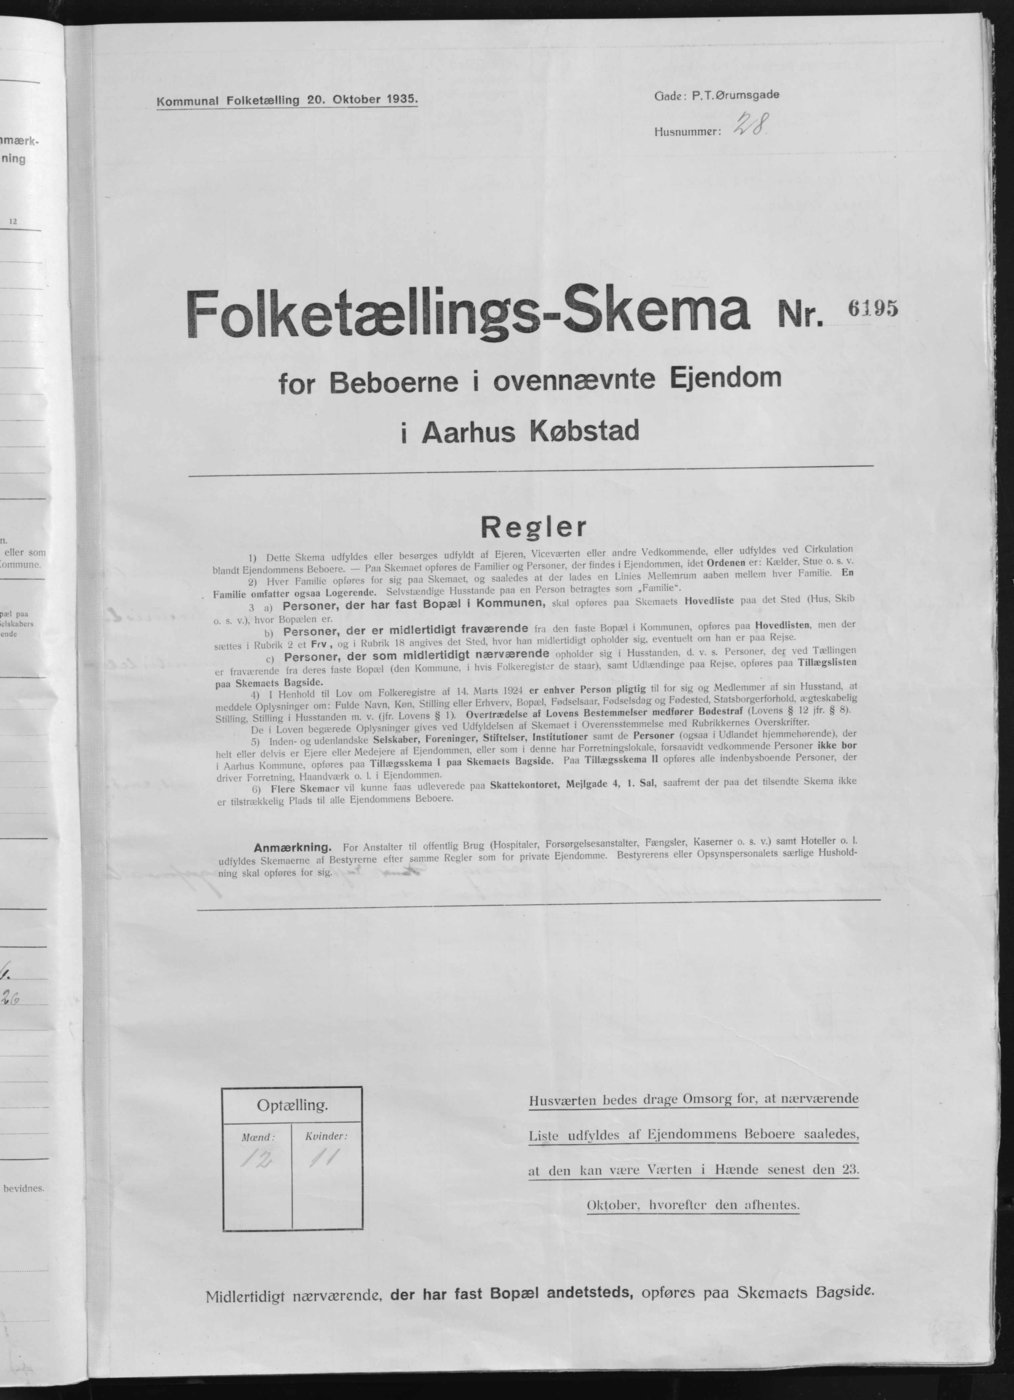 Kommunal Folketælling 20. Oktober 1935.
Gade: P.T.Ørumsgade
Husnummer: 28
Folketællings-Skema Nr. 6195
for Beboerne i ovennævnte Ejendom
i Aarhus Købstad
Regler
1) Dette Skema udfyldes eller besørges udfyldt af Ejeren, Viceværten eller andre Vedkommende, eller udfyldes ved Cirkulation
blandt Ejendommens Beboere. — Paa Skemaet opføres de Familier og Personer, der findes i Ejendommen, idet Ordenen er: Kælder, Stue o. s. v.
2) Hver Familie opføres for sig paa Skemaet, og saaledes at der lades en Linies Mellemrum aaben mellem hver Familie. En
Familie omfatter ogsaa Logerende. Selvstændige Husstande paa en Person betragtes som „Familie".
3 a) Personer, der har fast Bopæl i Kommunen, skal opføres paa Skemaets Hovedliste paa det Sted (Hus, Skib
o. s. v.), hvor Bopælen er.
b) Personer, der er midlertidigt fraværende fra den faste Bopæl i Kommunen, opføres paa Hovedlisten, men der
sættes i Rubrik 2 et Frv, og i Rubrik 18 angives det Sted, hvor han midlertidigt opholder sig, eventuelt om han er paa Rejse.
c) Personer, der som midlertidigt nærværende opholder sig i Husstanden, d. v. s. Personer, der ved Tællingen
er fraværende fra deres faste Bopæl (den Kommune, i hvis Folkeregister de staar), samt Udlændinge paa Rejse, opføres paa Tillægslisten
paa Skemaets Bagside.
4) I Henhold til Lov om Folkeregistre af 14. Marts 1924 er enhver Person pligtig til for sig og Medlemmer af sin Husstand, at
meddele Oplysninger om: Fulde Navn, Køn, Stilling eller Erhverv, Bopæl, Fødselsaar, Fødselsdag og Fødested, Statsborgerforhold, ægteskabelig
Stilling, Stilling i Husstanden m. v. (jfr. Lovens § 1). Overtrædelse af Lovens Bestemmelser medfører Bødestraf (Lovens § 12 jfr. § 8).
De i Loven begærede Oplysninger gives ved Udfyldelsen af Skemaet i Overensstemmelse med Rubrikkernes Overskrifter.
5) Inden- og udenlandske Selskaber, Foreninger, Stiftelser, Institutioner samt de Personer (ogsaa i Udlandet hjemmehørende), der
helt eller delvis er Ejere eller Medejere af Ejendommen, eller som i denne har Forretningslokale, forsaavidt vedkommende Personer ikke bor
i Aarhus Kommune, opføres paa Tillægsskema I paa Skemaets Bagside. Paa Tillægsskema II opføres alle indenbysboende Personer, der
driver Forretning, Haandværk o. l. i Ejendommen.
6) Flere Skemaer vil kunne faas udleverede paa Skattekontoret, Mejlgade 4, 1. Sal, saafremt der paa det tilsendte Skema ikke
er tilstrækkelig Plads til alle Ejendommens Beboere.
Anmærkning. For Anstalter til offentlig Brug (Hospitaler, Forsørgelsesanstalter, Fængsler, Kaserner o. s. v.) samt Hoteller o. l.
udfyldes Skemaerne af Bestyrerne efter samme Regler som for private Ejendomme. Bestyrerens eller Opsynspersonalets særlige Hushold-
ning skal opføres for sig.
Optælling.
Mænd: Kvinder:
12 11
Husværten bedes drage Omsorg for, at nærværende
Liste udfyldes af Ejendommens Beboere saaledes,
at den kan være Værten i Hænde senest den 23.
Oktober, hvorefter den afhentes.
Midlertidigt nærværende, der har fast Bopæl andetsteds, opføres paa Skemaets Bagside.